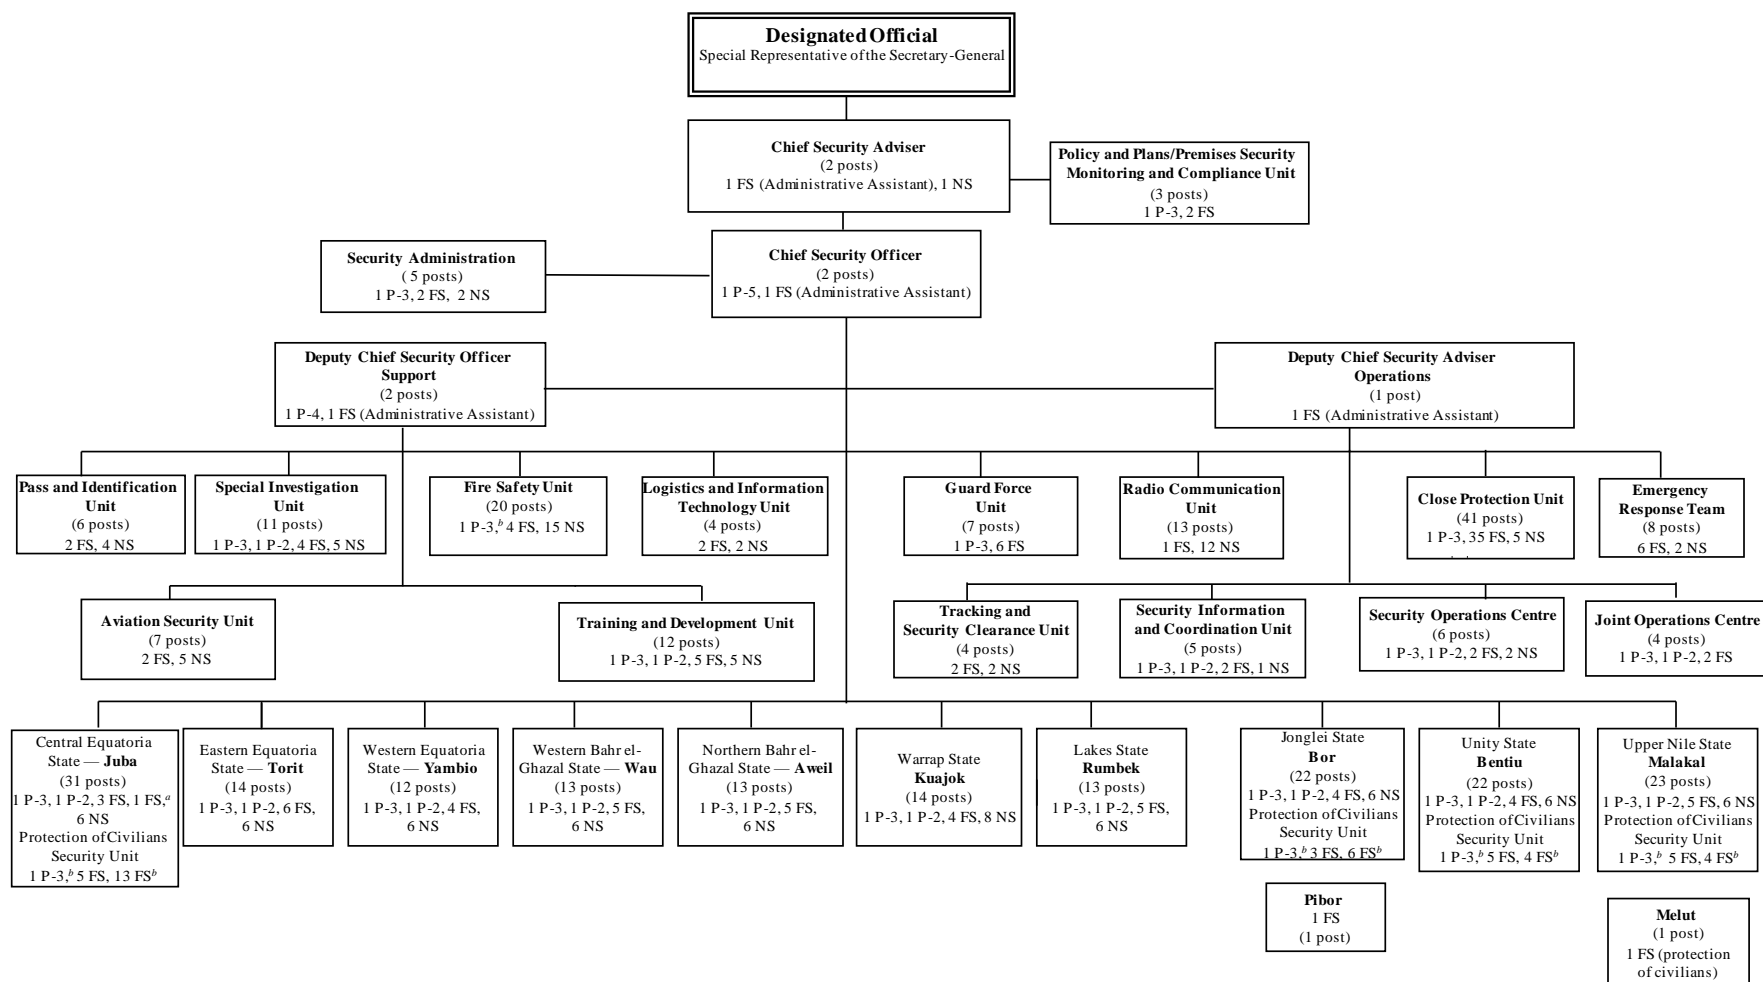 Designated Official
Special Representative of the Secretary-General
Chief Security Adviser
(2 posts)
1 FS (Administrative Assistant), 1 NS
Policy and Plans/Premises Security
Monitoring and Compliance Unit
(3 posts)
1 P-3, 2 FS
Security Administration
( 5 posts)
1 P-3, 2 FS, 2 NS
Chief Security Officer
(2 posts)
1 P-5, 1 FS (Administrative Assistant)
Deputy Chief Security Officer
Support
(2 posts)
1 P-4, 1 FS (Administrative Assistant)
Deputy Chief Security Adviser
Operations
(1 post)
1 FS (Administrative Assistant)
Pass and Identification
Unit
(6 posts)
2 FS, 4 NS
Special Investigation
Unit
(11 posts)
1 P-3, 1 P-2, 4 FS, 5 NS
Fire Safety Unit
(20 posts)
1 P-3,b 4 FS, 15 NS
Logistics and Information
Technology Unit
(4 posts)
2 FS, 2 NS
Guard Force
Unit
(7 posts)
1 P-3, 6 FS
Radio Communication
Unit
(13 posts)
1 FS, 12 NS
Close Protection Unit
(41 posts)
1 P-3, 35 FS, 5 NS
Emergency
Response Team
(8 posts)
6 FS, 2 NS
Aviation Security Unit
(7 posts)
2 FS, 5 NS
Training and Development Unit
(12 posts)
1 P-3, 1 P-2, 5 FS, 5 NS
Tracking and
Security Clearance Unit
(4 posts)
2 FS, 2 NS
Security Information
and Coordination Unit
(5 posts)
1 P-3, 1 P-2, 2 FS, 1 NS
Security Operations Centre
(6 posts)
1 P-3, 1 P-2, 2 FS, 2 NS
Joint Operations Centre
(4 posts)
1 P-3, 1 P-2, 2 FS
Central Equatoria
State — Juba
(31 posts)
1 P-3, 1 P-2, 3 FS, 1 FS,a
6 NS
Protection of Civilians
Security Unit
1 P-3,b 5 FS, 13 FSb
Eastern Equatoria
State — Torit
(14 posts)
1 P-3, 1 P-2, 6 FS,
6 NS
Western Equatoria
State — Yambio
(12 posts)
1 P-3, 1 P-2, 4 FS,
6 NS
Western Bahr el-
Ghazal State — Wau
(13 posts)
1 P-3, 1 P-2, 5 FS,
6 NS
Northern Bahr el-
Ghazal State — Aweil
(13 posts)
1 P-3, 1 P-2, 5 FS,
6 NS
Warrap State
Kuajok
(14 posts)
1 P-3, 1 P-2, 4 FS, 8 NS
Lakes State
Rumbek
(13 posts)
1 P-3, 1 P-2, 5 FS,
6 NS
Jonglei State
Bor
(22 posts)
1 P-3, 1 P-2, 4 FS, 6 NS
Protection of Civilians
Security Unit
1 P-3,b 3 FS, 6 FSb
Unity State
Bentiu
(22 posts)
1 P-3, 1 P-2, 4 FS, 6 NS
Protection of Civilians
Security Unit
1 P-3,b 5 FS, 4 FSb
Upper Nile State
Malakal
(23 posts)
1 P-3, 1 P-2, 5 FS, 6 NS
Protection of Civilians
Security Unit
1 P-3,b 5 FS, 4 FSb
Pibor
1 FS
(1 post)
Melut
(1 post)
1 FS (protection
of civilians)